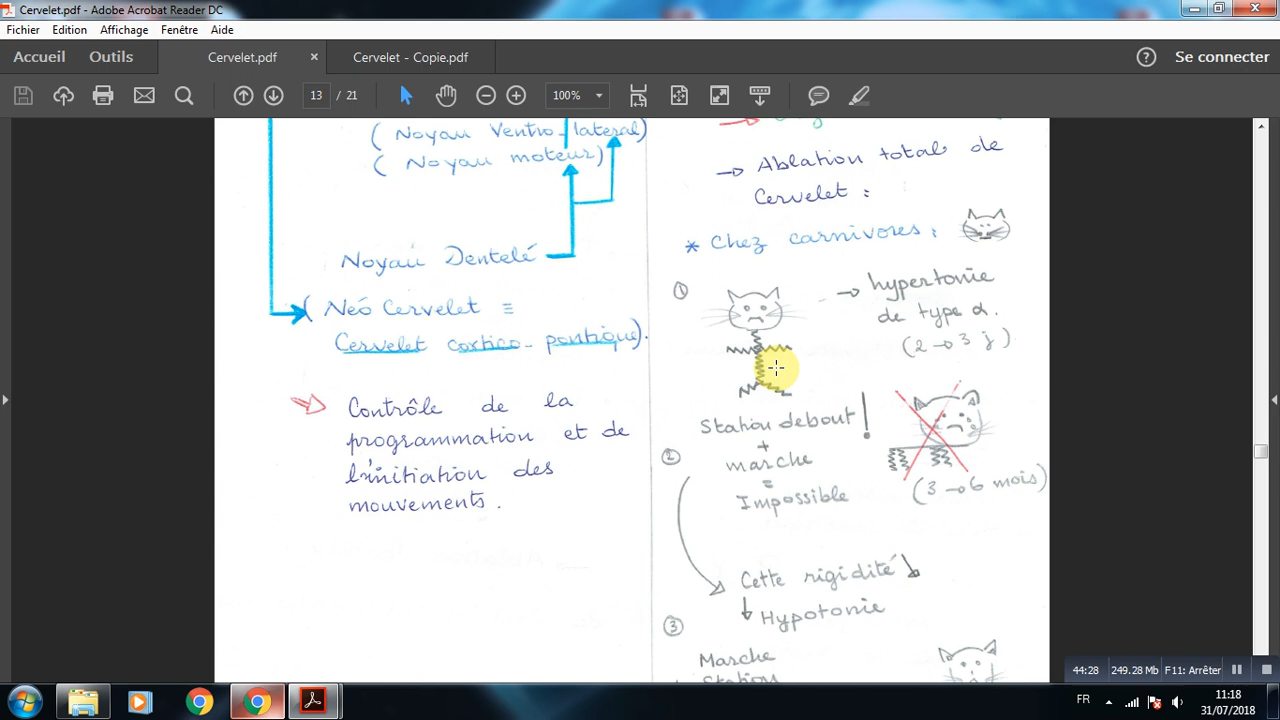 Cervelet.pdf - Adobe Acrobat Reader DC
Fichier Edition Affichage Fenêtre Aide
Accueil Outils Cervelet.pdf × Cervelet - Copie.pdf ? Se connecter
13 / 21 100%
( Noyau Ventro-lateral)
( Noyau moteur)
Noyau Dentelé
( Neó Cervelet ≡
Cervelet cortico-pontique).
Contrôle de la
programmation et de
l'initiation des
mouvements.
→ Ablation total de
Cervelet :
* Chez carnivores :
① → hypertonie
de type α.
(2 → 3 j)
② Station debout !
+
marche
=
Impossible
(3 → 6 mois)
Cette rigidité ↓
↓ Hypotonie
③
Marche
Station
44:28 249.28 Mb F11: Arrêter
FR 11:18
31/07/2018